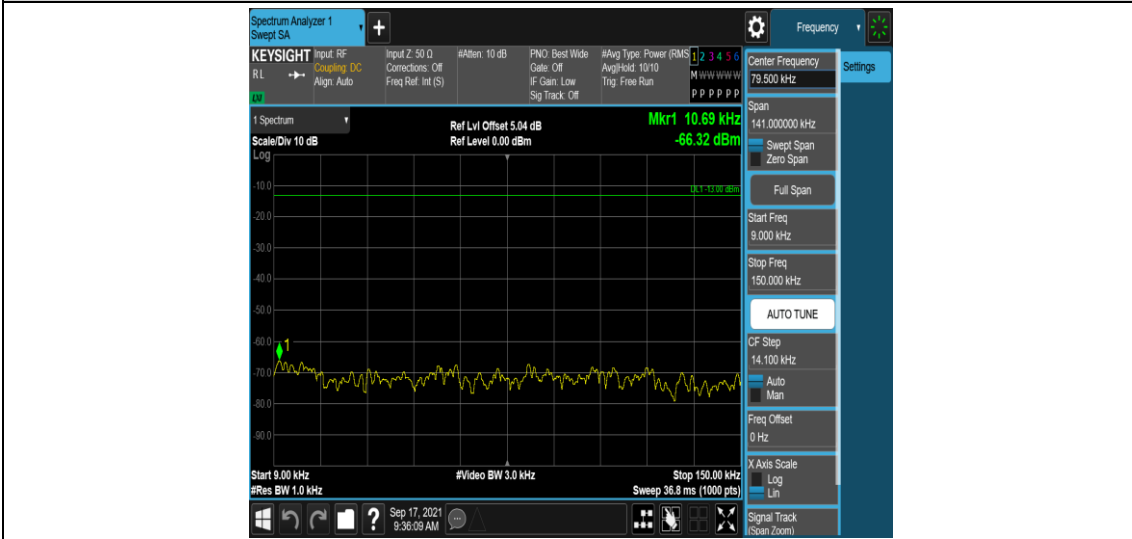 Spectrum Analyzer 1
Swept SA
+
Frequency
KEYSIGHT
RL
LM
Input: RF
Coupling: DC
Align: Auto
Input Z: 50 Ω
Corrections: Off
Freq Ref: Int (S)
#Atten: 10 dB
PNO: Best Wide
Gate: Off
IF Gain: Low
Sig Track: Off
#Avg Type: Power (RMS
Avg|Hold: 10/10
Trig: Free Run
1 2 3 4 5 6
M W W W W W
P P P P P P
1 Spectrum
Scale/Div 10 dB
Log
Ref Lvl Offset 5.04 dB
Ref Level 0.00 dBm
Mkr1 10.69 kHz
-66.32 dBm
DL1 -13.00 dBm
-10.0
-20.0
-30.0
-40.0
-50.0
-60.0
-70.0
-80.0
-90.0
1
Start 9.00 kHz
#Res BW 1.0 kHz
#Video BW 3.0 kHz
Stop 150.00 kHz
Sweep 36.8 ms (1000 pts)
?
Sep 17, 2021
9:36:09 AM
Center Frequency
79.500 kHz
Span
141.000000 kHz
Swept Span
Zero Span
Full Span
Start Freq
9.000 kHz
Stop Freq
150.000 kHz
AUTO TUNE
CF Step
14.100 kHz
Auto
Man
Freq Offset
0 Hz
X Axis Scale
Log
Lin
Signal Track
(Span Zoom)
Settings